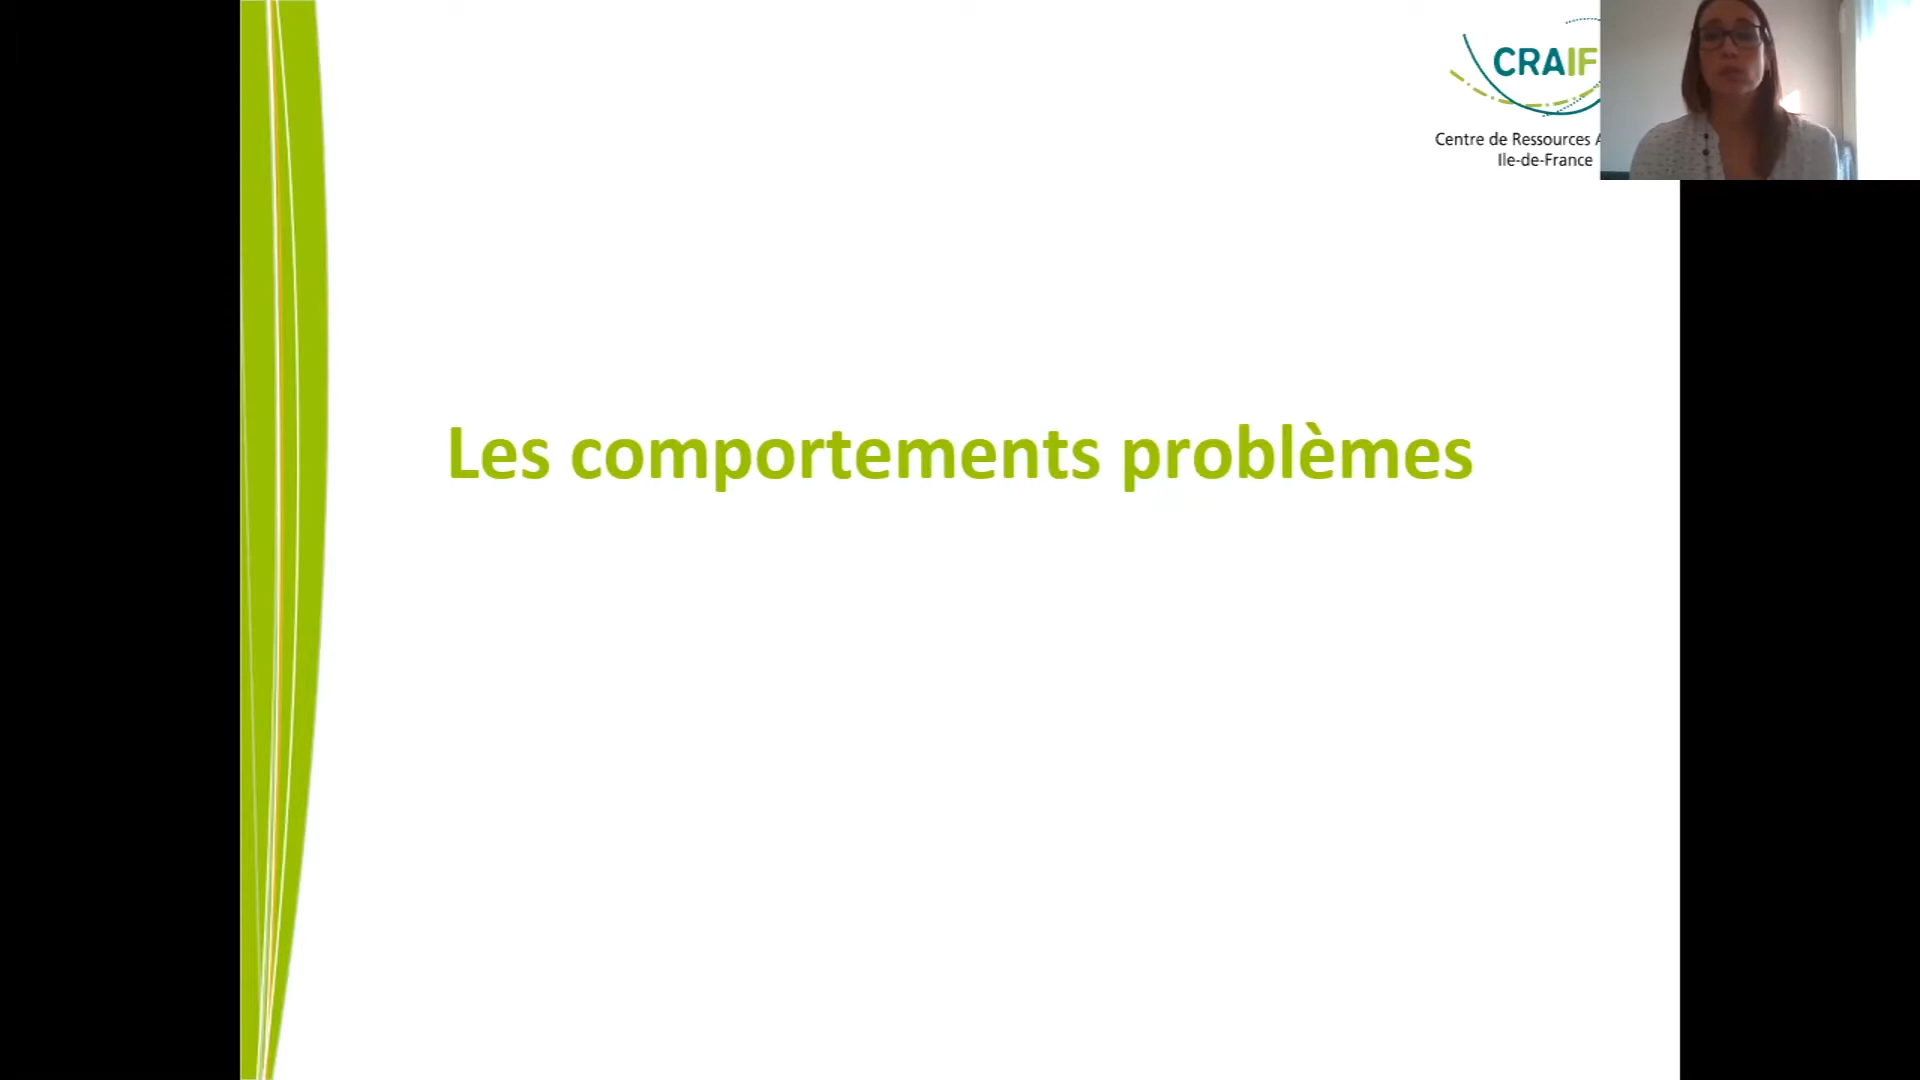 CRAIF
Centre de Ressources
Ile-de-France
Les comportements problèmes